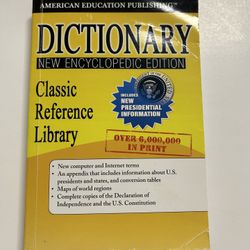 AMERICAN EDUCATION PUBLISHING™
DICTIONARY
NEW ENCYCLOPEDIC EDITION
Classic
Reference
Library
INCLUDES
NEW
PRESIDENTIAL
INFORMATION
OVER 6,000,000
IN PRINT
• New computer and Internet terms
• An appendix that includes information about U.S.
presidents and states, and conversion tables
• Maps of world regions
• Complete copies of the Declaration of
Independence and the U.S. Constitution